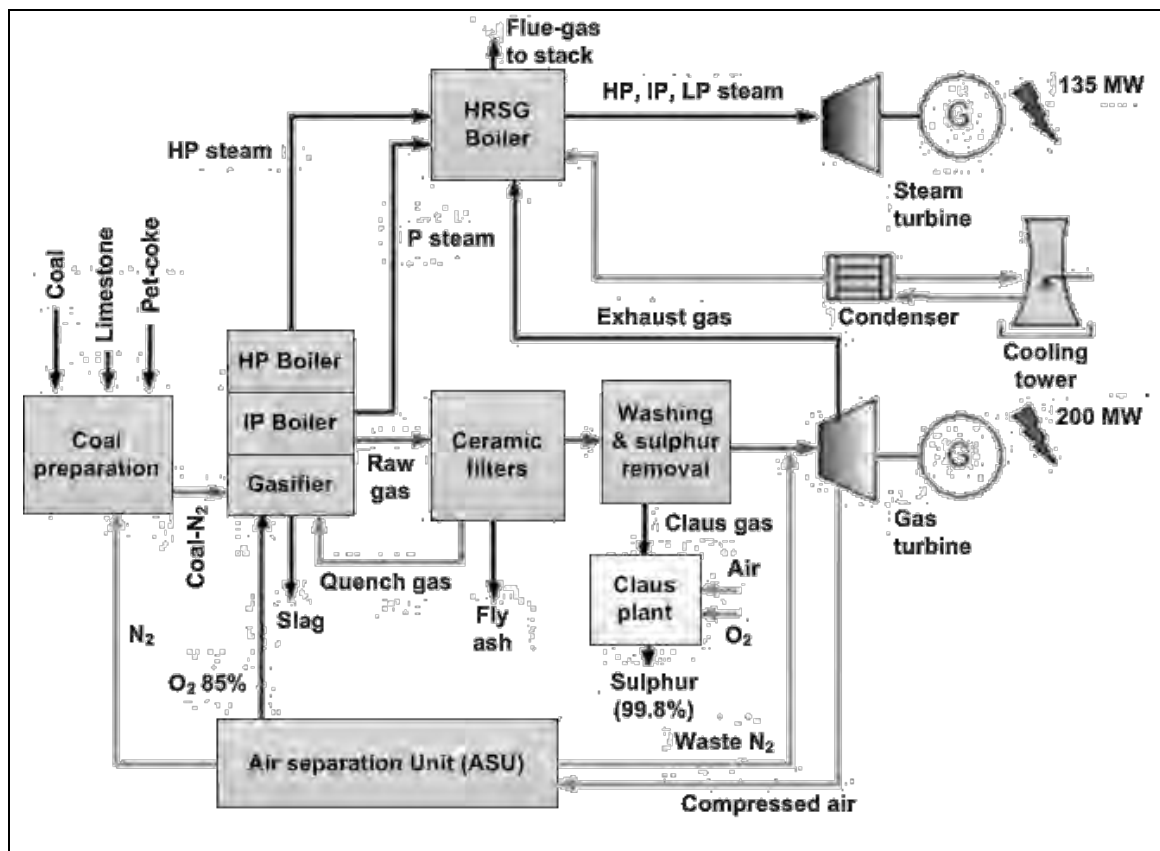 Flue-gas
to stack
HP, IP, LP steam
135 MW
HRSG
Boiler
G
HP steam
Steam
turbine
P steam
Coal
Limestone
Pet-coke
Exhaust gas
Condenser
Cooling
tower
HP Boiler
200 MW
Coal
preparation
IP Boiler
Ceramic
filters
Washing
& sulphur
removal
Raw
gas
Gasifier
G
Coal-N2
Claus gas
Gas
turbine
Quench gas
Air
Claus
plant
Slag
Fly
ash
O2
N2
O2 85%
Sulphur
(99.8%)
Waste N2
Air separation Unit (ASU)
Compressed air